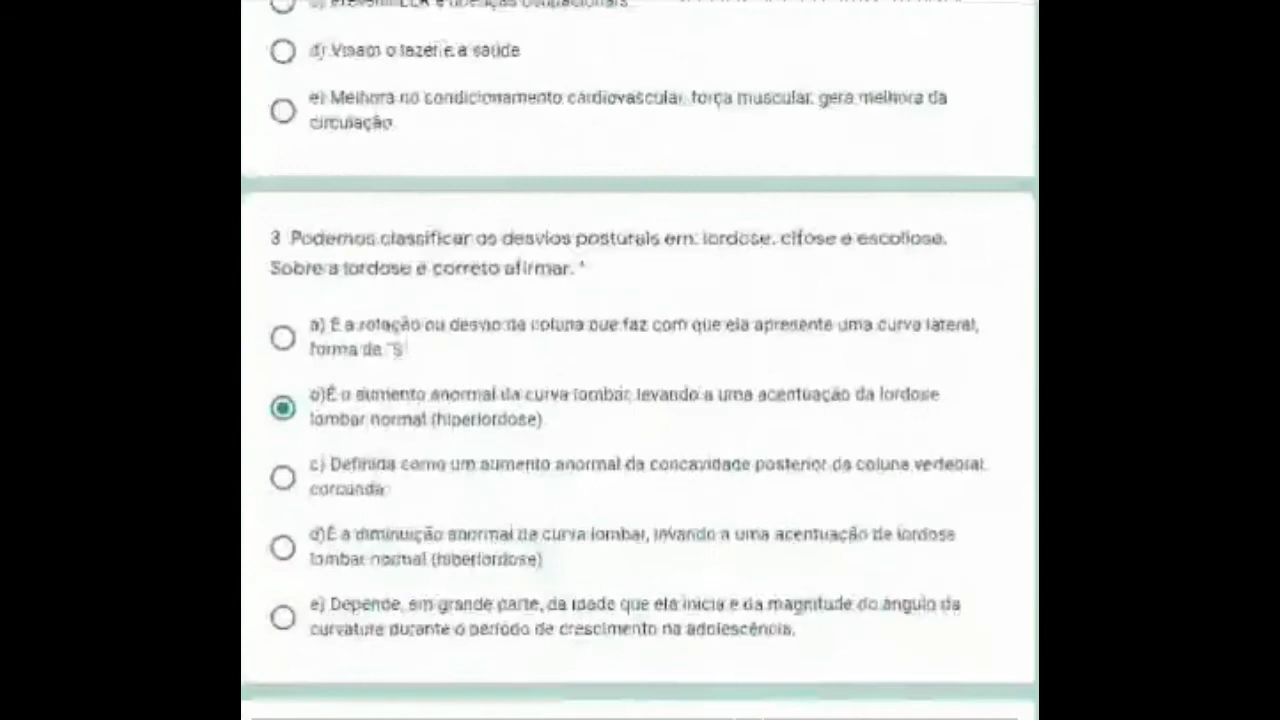 d) Visam o lazer e a saúde
e) Melhora no condicionamento cardiovascular, força muscular, gera melhora da
circulação
3 Podemos classificar os desvios posturais em: lordose, cifose e escoliose.
Sobre a lordose é correto afirmar: *
a) É a rotação ou desvio da coluna que faz com que ela apresente uma curva lateral,
forma de "S"
b)É o aumento anormal da curva lombar, levando a uma acentuação da lordose
lombar normal (hiperlordose)
c) Definida como um aumento anormal da concavidade posterior da coluna vertebral,
corcunda
d)É a diminuição anormal da curva lombar, levando a uma acentuação de lordose
lombar normal (hiperlordose)
e) Depende, em grande parte, da idade que ela inicia e da magnitude do ângulo da
curvatura durante o período de crescimento na adolescência.